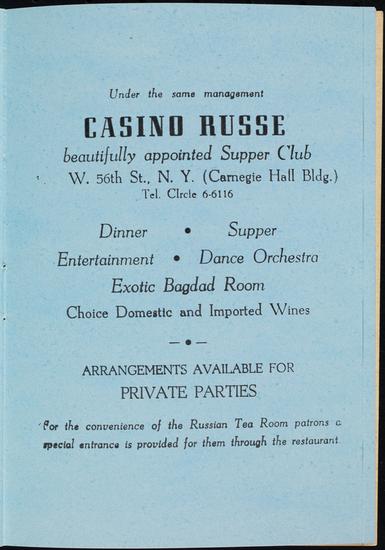 Under the same management
CASINO RUSSE
beautifully appointed Supper Club
W. 56th St., N. Y. (Carnegie Hall Bldg.)
Tel. CIrcle 6-6116
Dinner • Supper
Entertainment • Dance Orchestra
Exotic Bagdad Room
Choice Domestic and Imported Wines
—•—
ARRANGEMENTS AVAILABLE FOR
PRIVATE PARTIES
For the convenience of the Russian Tea Room patrons a
special entrance is provided for them through the restaurant